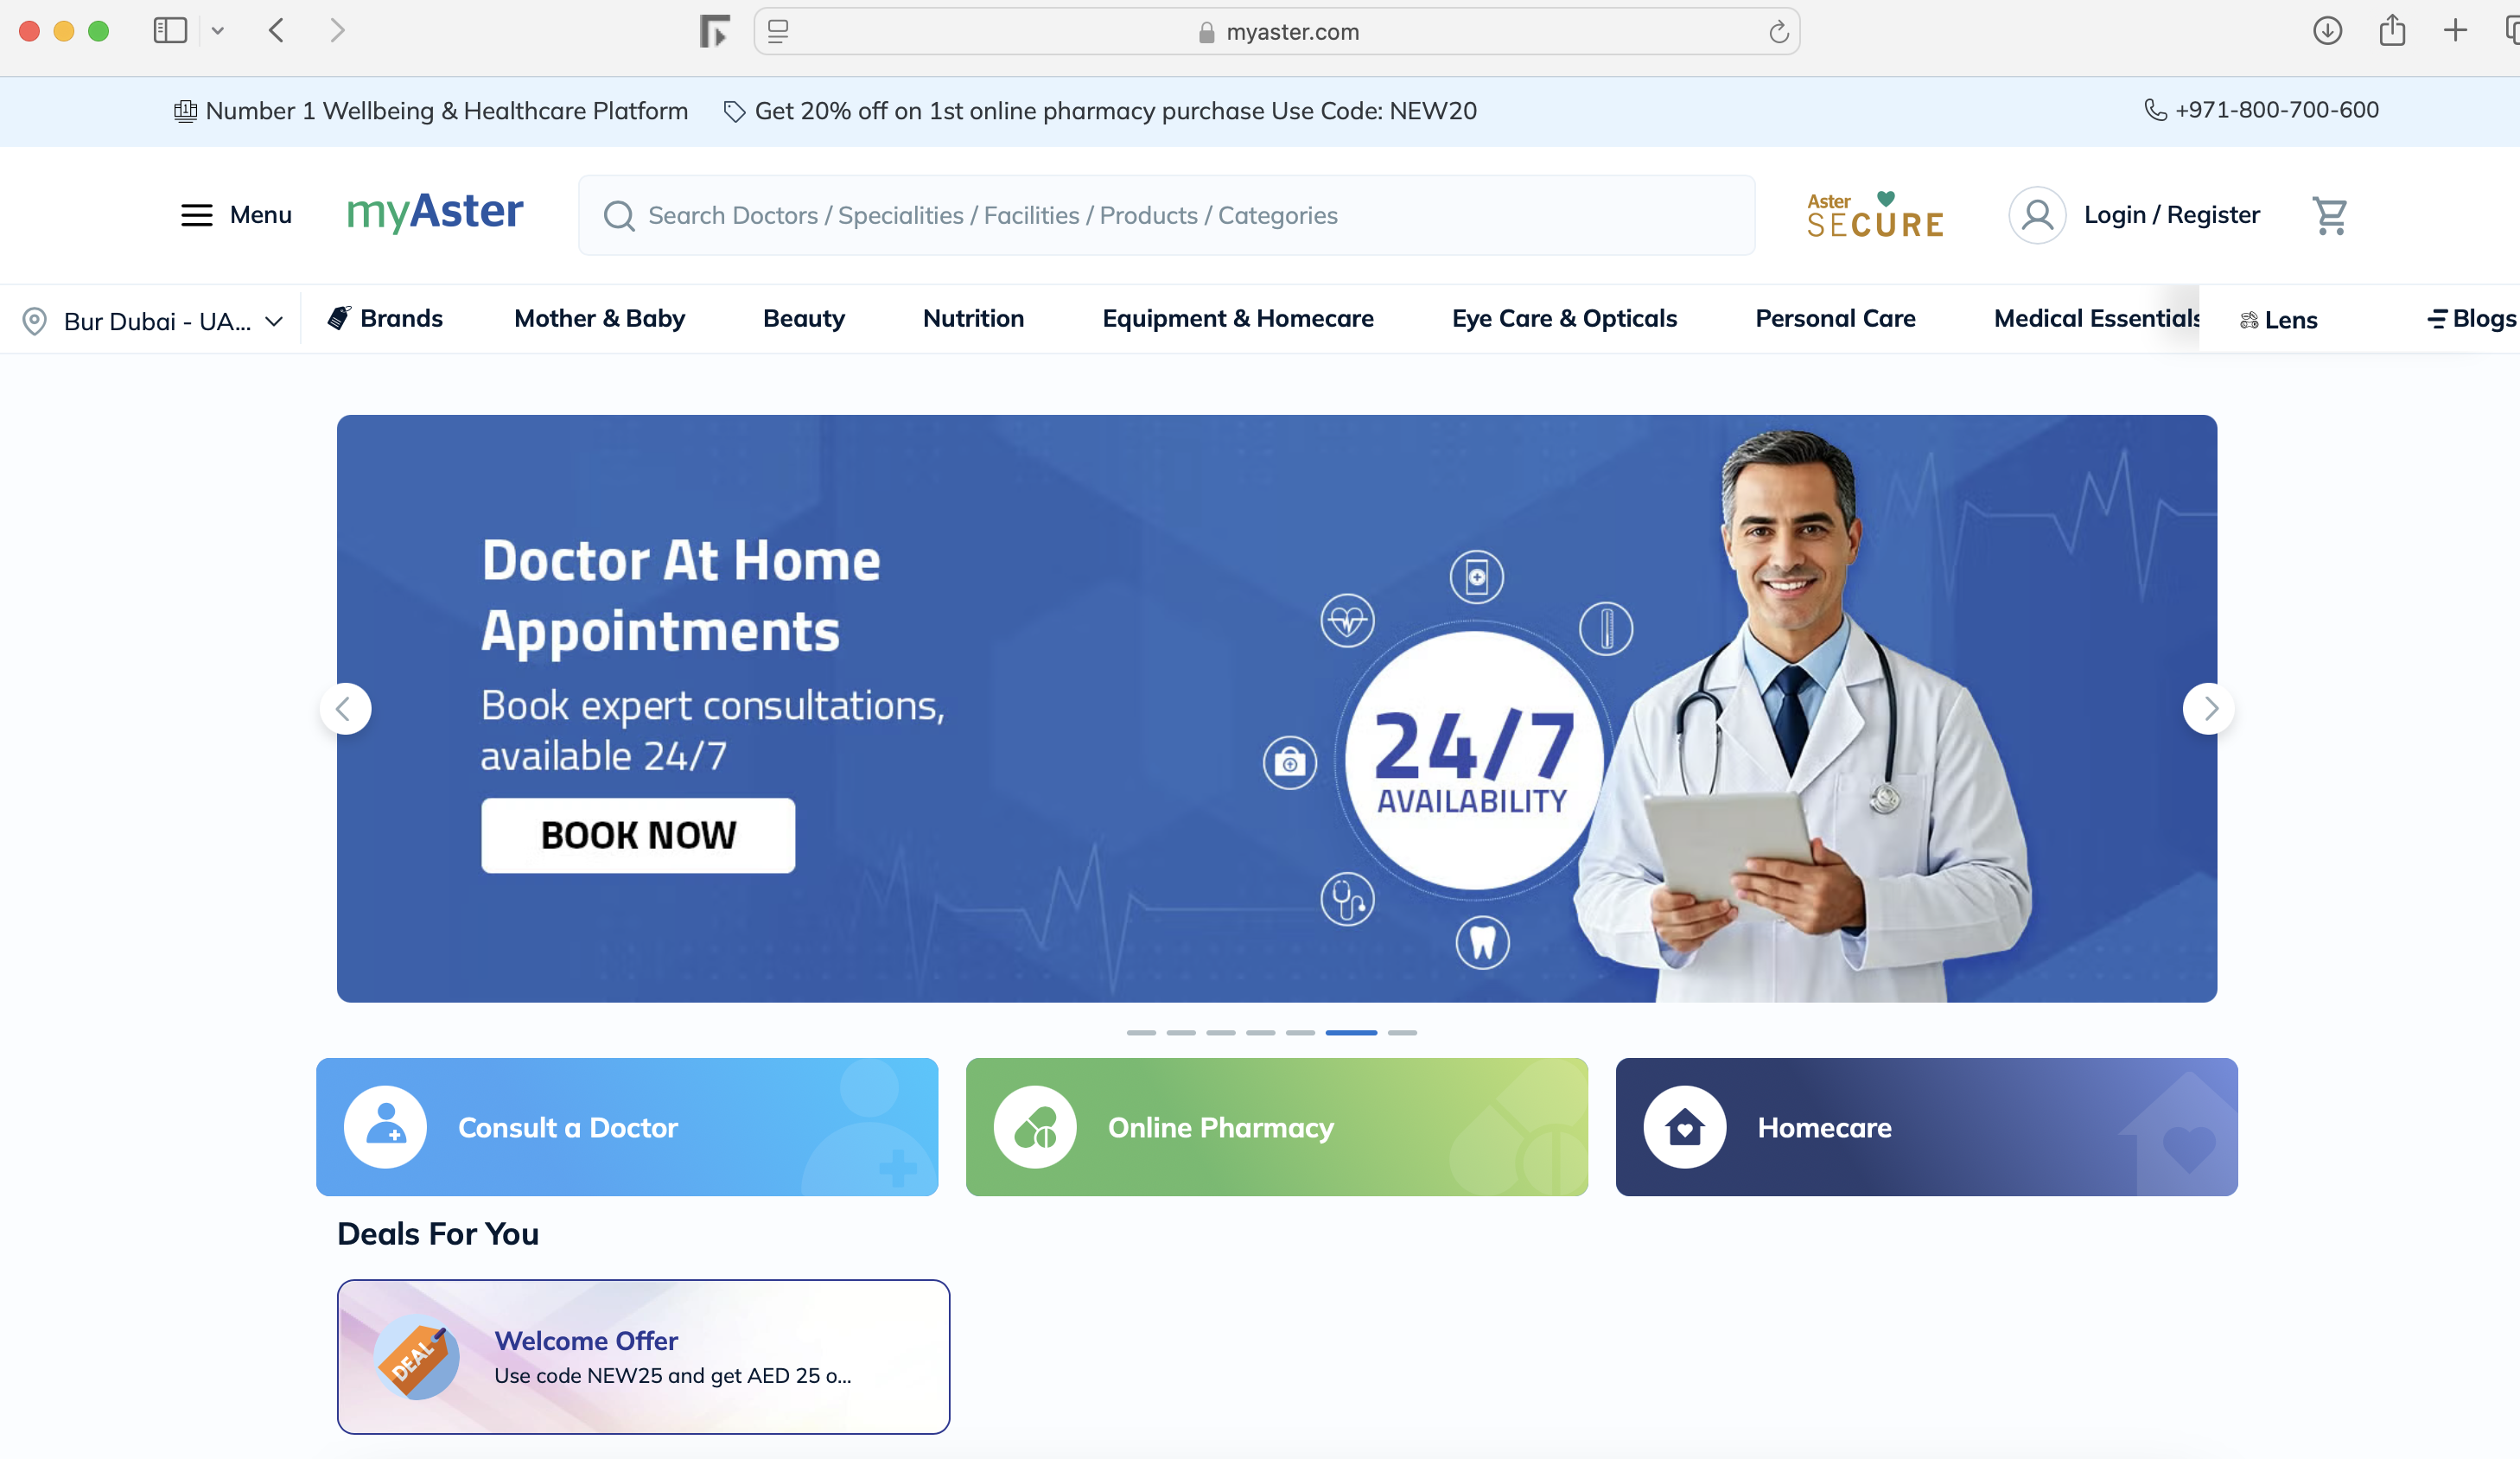 myaster.com
Number 1 Wellbeing & Healthcare Platform
Get 20% off on 1st online pharmacy purchase Use Code: NEW20
+971-800-700-600
Menu
myAster
Search Doctors / Specialities / Facilities / Products / Categories
Aster
SECURE
Login / Register
Bur Dubai - UA...
Brands
Mother & Baby
Beauty
Nutrition
Equipment & Homecare
Eye Care & Opticals
Personal Care
Medical Essentials
Lens
Blogs
Doctor At Home
Appointments
Book expert consultations,
available 24/7
BOOK NOW
24/7
AVAILABILITY
Consult a Doctor
Online Pharmacy
Homecare
Deals For You
DEAL
Welcome Offer
Use code NEW25 and get AED 25 o...